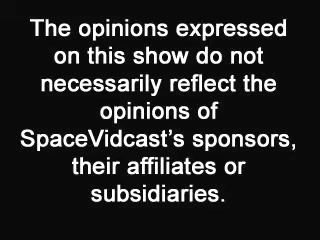 The opinions expressed
on this show do not
necessarily reflect the
opinions of
SpaceVidcast’s sponsors,
their affiliates or
subsidiaries.